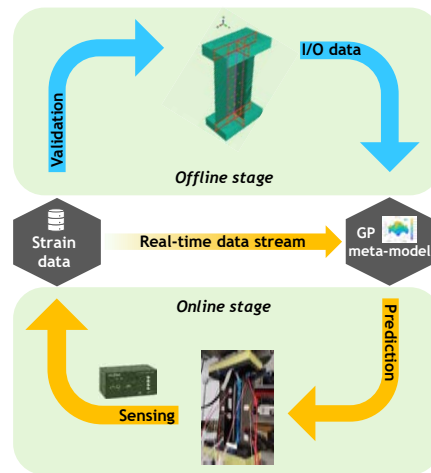 I/O data
Validation
Offline stage
Strain
data
Real-time data stream
GP
meta-model
Online stage
Prediction
Sensing